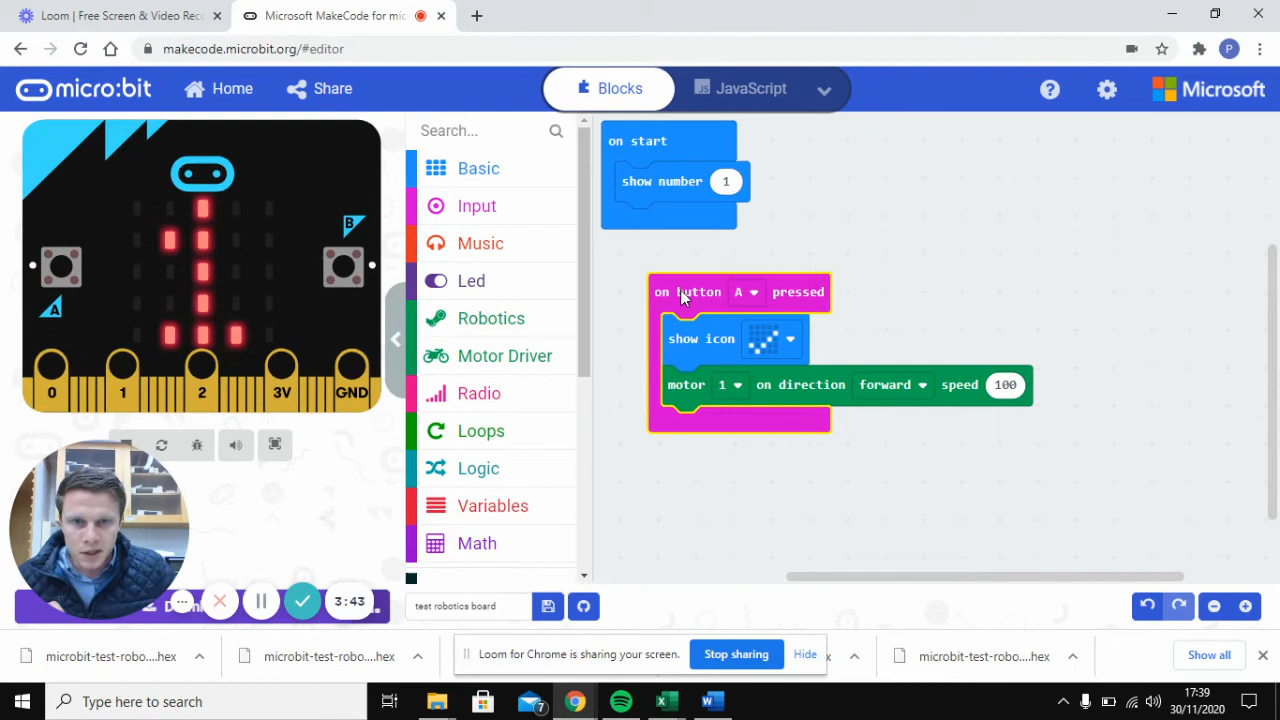 Loom | Free Screen & Video Reco
Microsoft MakeCode for mic
makecode.microbit.org/#editor
P
micro:bit
Home
Share
Blocks
JavaScript
Microsoft
A
B
0 1 2 3V GND
Search...
Basic
Input
Music
Led
Robotics
Motor Driver
Radio
Loops
Logic
Variables
Math
on start
show number 1
on button A pressed
show icon
motor 1 on direction forward speed 100
3:43
test robotics board
microbit-test-robo....hex
microbit-test-robo....hex
Loom for Chrome is sharing your screen.
Stop sharing
Hide
microbit-test-robo....hex
Show all
Type here to search
7
17:39
30/11/2020